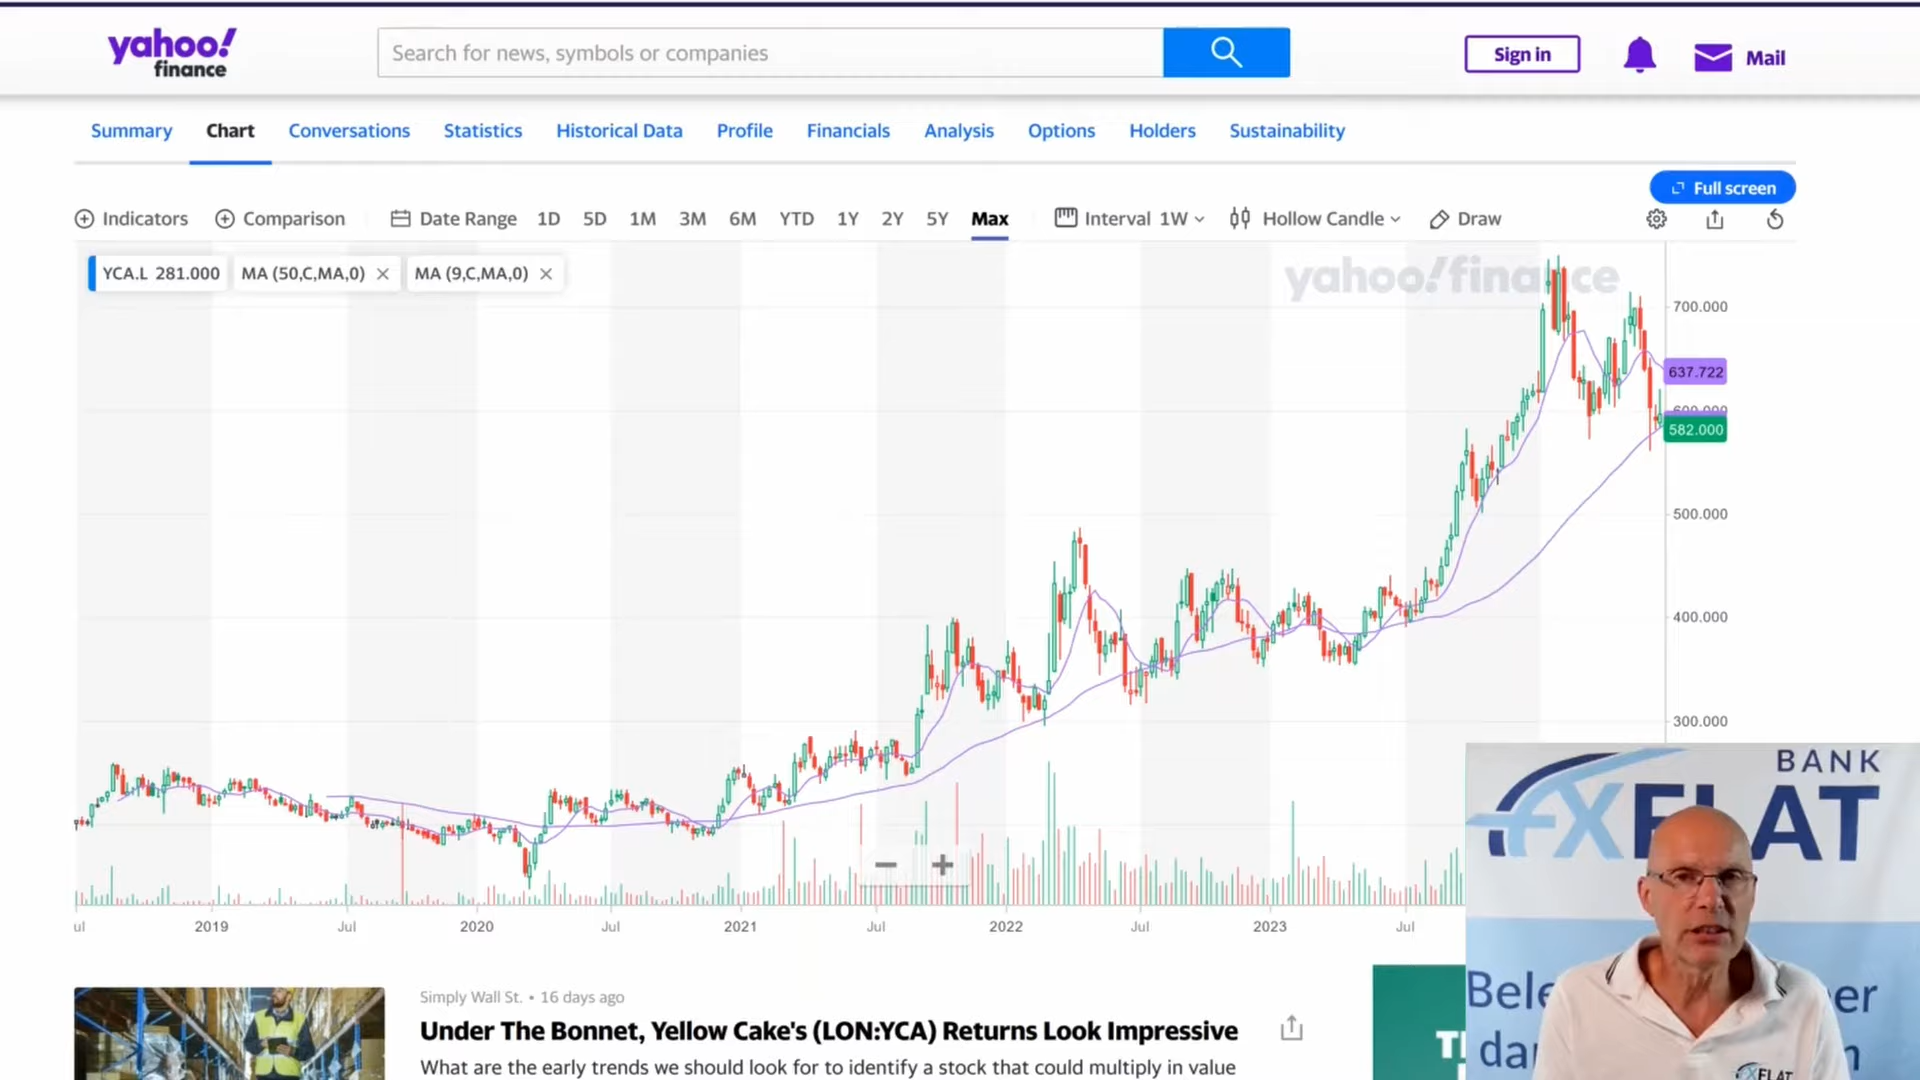 yahoo!
finance
Search for news, symbols or companies
Sign in
Mail
Summary
Chart
Conversations
Statistics
Historical Data
Profile
Financials
Analysis
Options
Holders
Sustainability
Full screen
Indicators
Comparison
Date Range
1D
5D
1M
3M
6M
YTD
1Y
2Y
5Y
Max
Interval 1W
Hollow Candle
Draw
YCA.L 281.000
MA (50,C,MA,0)
MA (9,C,MA,0)
yahoo!finance
700.000
637.722
600.000
582.000
500.000
400.000
300.000
ul
2019
Jul
2020
Jul
2021
Jul
2022
Jul
2023
Jul
BANK
FXFLAT
Simply Wall St. • 16 days ago
Under The Bonnet, Yellow Cake's (LON:YCA) Returns Look Impressive
What are the early trends we should look for to identify a stock that could multiply in value